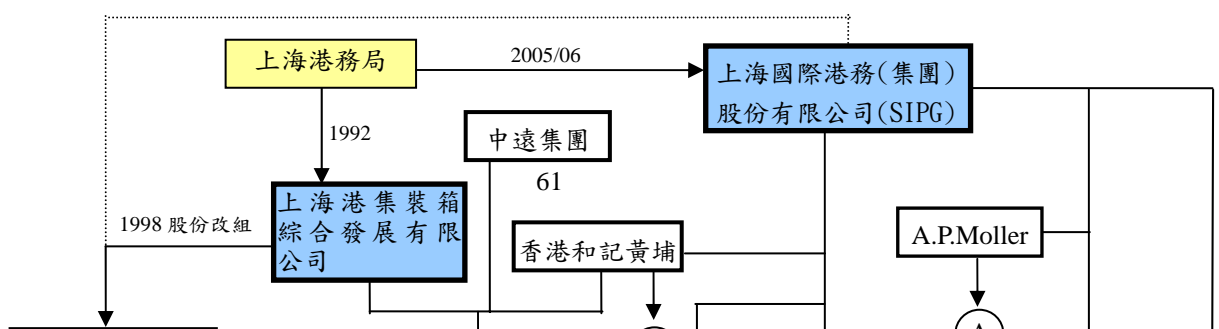 上海港務局
2005/06
上海國際港務(集團)
股份有限公司(SIPG)
1992
中遠集團
61
上海港集裝箱
綜合發展有限
公司
1998 股份改組
香港和記黃埔
A.P.Moller
A